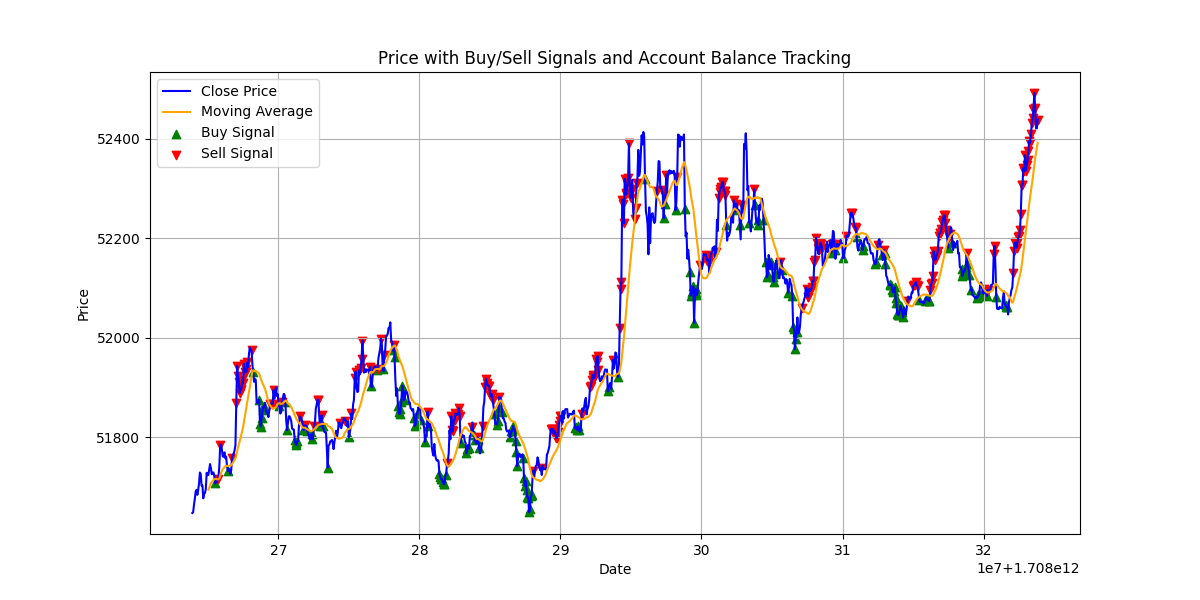 Price with Buy/Sell Signals and Account Balance Tracking
Close Price
Moving Average
Buy Signal
Sell Signal
52400
52200
52000
51800
Price
27 28 29 30 31 32
Date
1e7+1.708e12